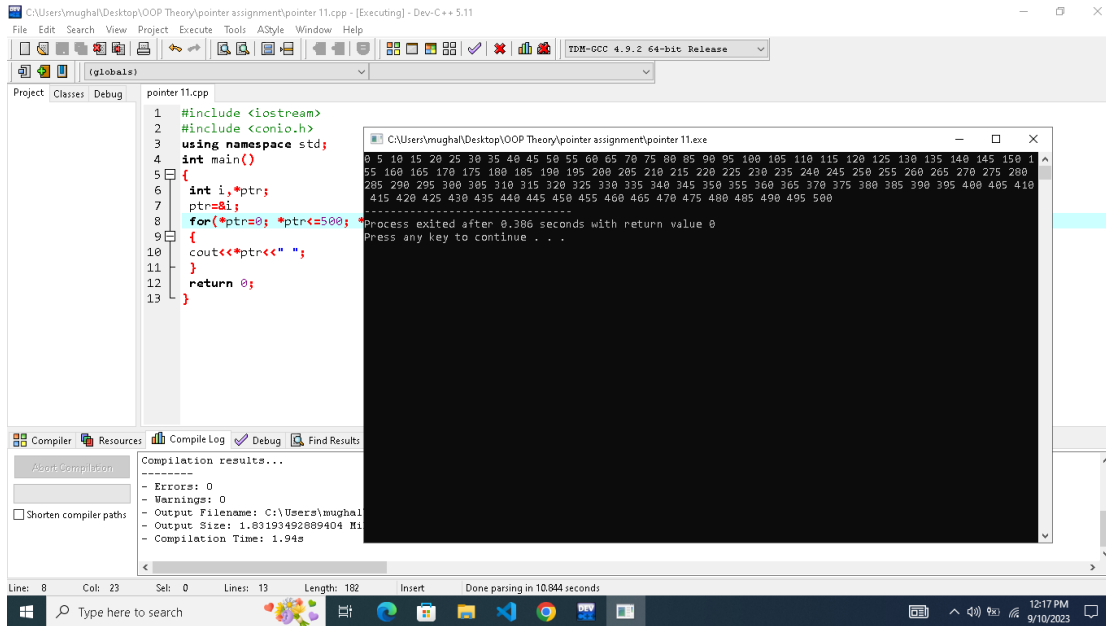 C:\Users\mughal\Desktop\OOP Theory\pointer assignment\pointer 11.cpp - [Executing] - Dev-C++ 5.11
File Edit Search View Project Execute Tools AStyle Window Help
TDM-GCC 4.9.2 64-bit Release
(globals)
Project Classes Debug pointer 11.cpp
1 #include <iostream>
2 #include <conio.h>
3 using namespace std;
4 int main()
5 {
6 int i,*ptr;
7 ptr=&i;
8 for(*ptr=0; *ptr<=500; *
9 {
10 cout<<*ptr<<" ";
11 }
12 return 0;
13 }
C:\Users\mughal\Desktop\OOP Theory\pointer assignment\pointer 11.exe
0 5 10 15 20 25 30 35 40 45 50 55 60 65 70 75 80 85 90 95 100 105 110 115 120 125 130 135 140 145 150 1
55 160 165 170 175 180 185 190 195 200 205 210 215 220 225 230 235 240 245 250 255 260 265 270 275 280
285 290 295 300 305 310 315 320 325 330 335 340 345 350 355 360 365 370 375 380 385 390 395 400 405 410
415 420 425 430 435 440 445 450 455 460 465 470 475 480 485 490 495 500
--------------------------------
Process exited after 0.386 seconds with return value 0
Press any key to continue . . .
Compiler Resources Compile Log Debug Find Results
Abort Compilation
Shorten compiler paths
Compilation results...
--------
- Errors: 0
- Warnings: 0
- Output Filename: C:\Users\mughal
- Output Size: 1.83193492889404 Mi
- Compilation Time: 1.94s
Line: 8 Col: 23 Sel: 0 Lines: 13 Length: 182 Insert Done parsing in 10.844 seconds
Type here to search
DEV
12:17 PM
9/10/2023